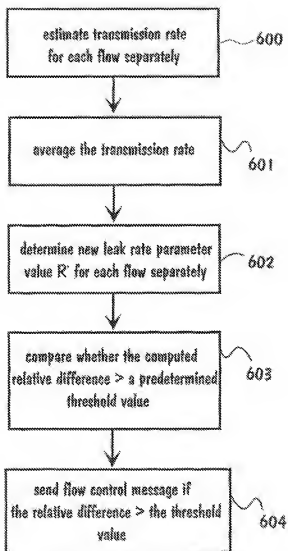 estimate transmission rate
for each flow separately
600
average the transmission rate
601
determine new leak rate parameter
value R' for each flow separately
602
compare whether the computed
relative difference > a predetermined
threshold value
603
send flow control message if
the relative difference > the threshold
value
604